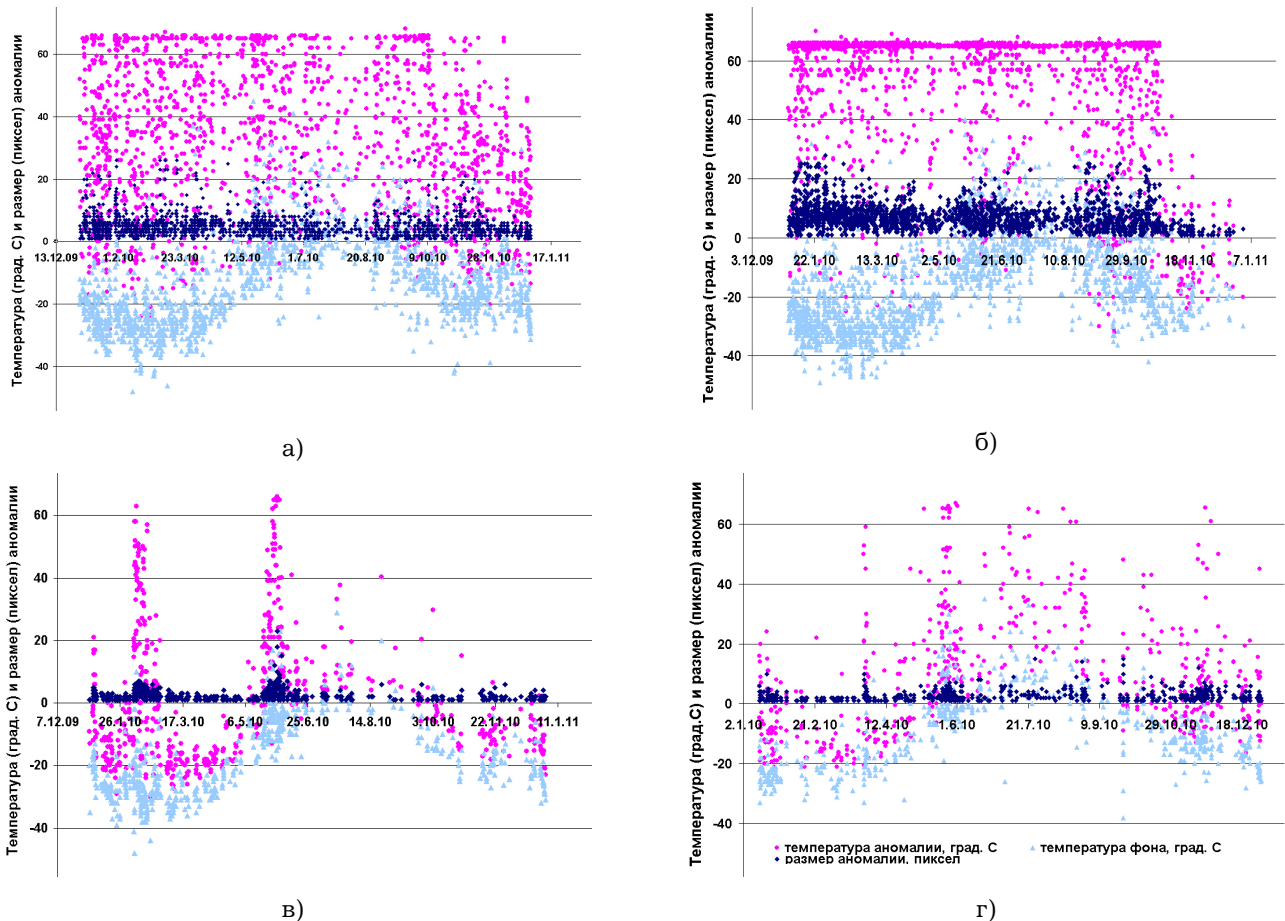 Температура (град. С) и размер (пиксел) аномалии
60
40
20
0
-20
-40
13.12.09 1.2.10 23.3.10 12.5.10 1.7.10 20.8.10 9.10.10 28.11.10 17.1.11
а)
Температура (град. С) и размер (пиксел) аномалии
60
40
20
0
-20
-40
3.12.09 22.1.10 13.3.10 2.5.10 21.6.10 10.8.10 29.9.10 18.11.10 7.1.11
б)
Температура (град. С) и размер (пиксел) аномалии
60
40
20
0
-20
-40
7.12.09 26.1.10 17.3.10 6.5.10 25.6.10 14.8.10 3.10.10 22.11.10 11.1.11
в)
Температура (град.С) и размер (пиксел) аномалии
60
40
20
0
-20
-40
2.1.10 21.2.10 12.4.10 1.6.10 21.7.10 9.9.10 29.10.10 18.12.10
температура аномалии, град. С температура фона, град. С
размер аномалии, пиксел
г)